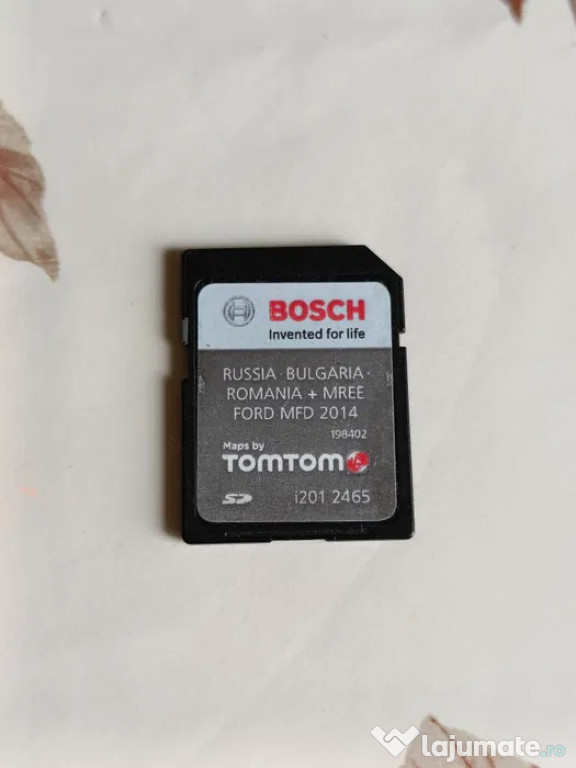 BOSCH
Invented for life
RUSSIA · BULGARIA ·
ROMANIA + MREE
FORD MFD 2014
198402
Maps by
TOMTOM
SD
i201 2465
lajumate.ro